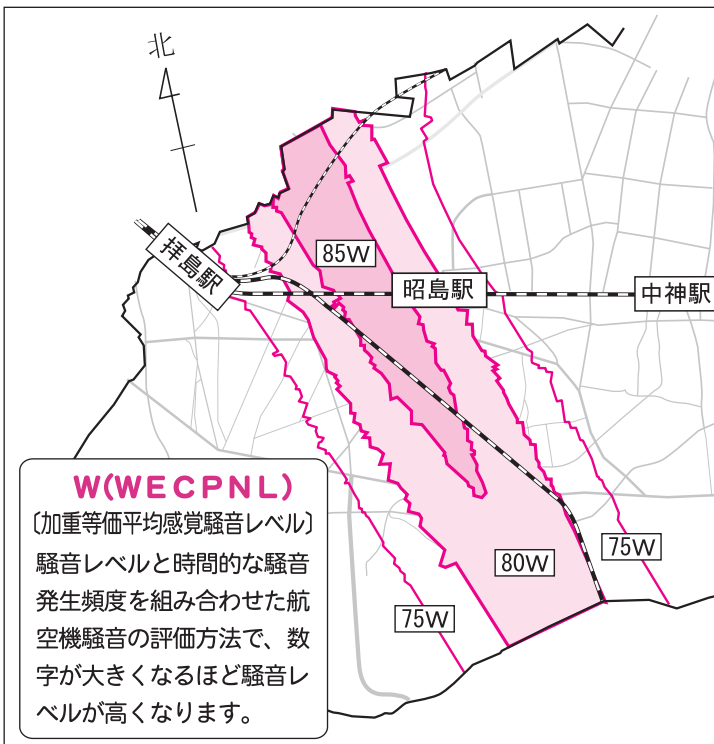 北
拝島駅
85W
昭島駅
中神駅
W(WECPNL)
〔加重等価平均感覚騒音レベル〕
騒音レベルと時間的な騒音
発生頻度を組み合わせた航
空機騒音の評価方法で、数
字が大きくなるほど騒音レ
ベルが高くなります。
75W
80W
75W